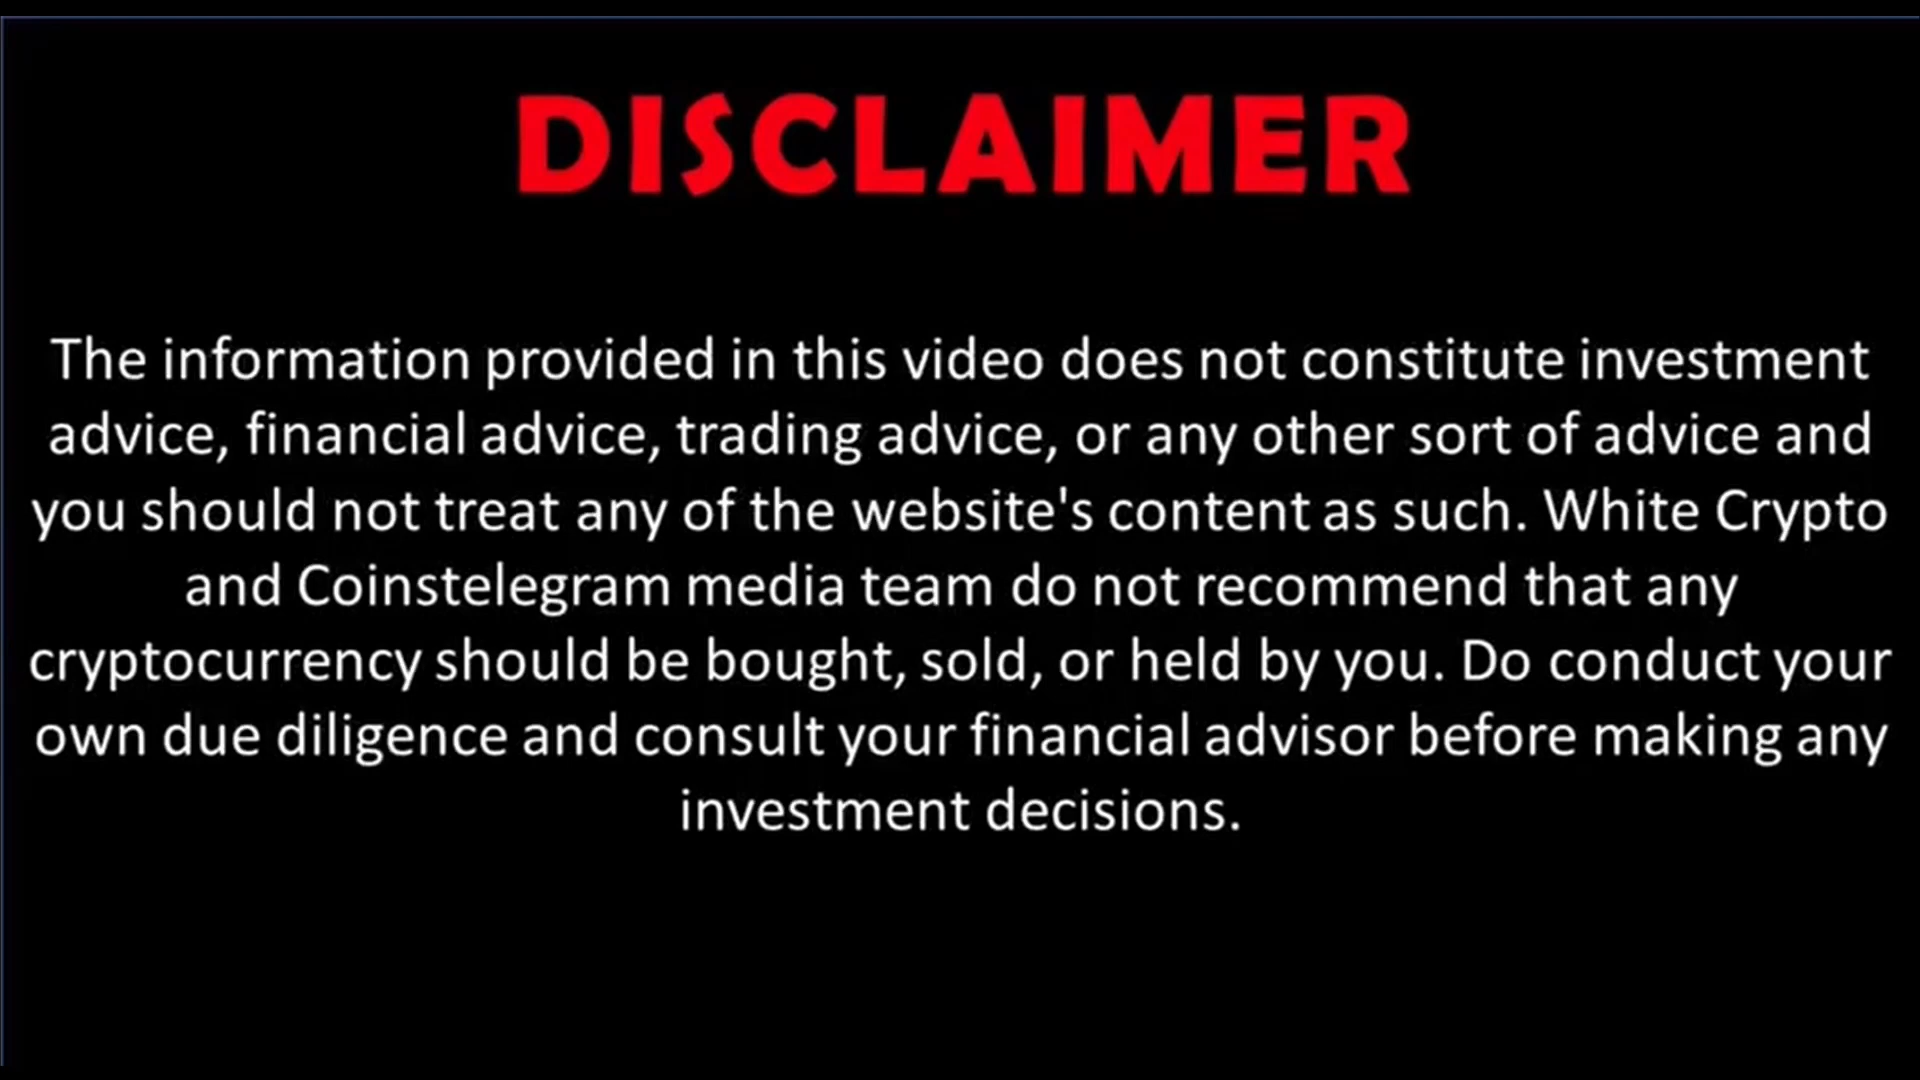 DISCLAIMER
The information provided in this video does not constitute investment
advice, financial advice, trading advice, or any other sort of advice and
you should not treat any of the website's content as such. White Crypto
and Coinstelegram media team do not recommend that any
cryptocurrency should be bought, sold, or held by you. Do conduct your
own due diligence and consult your financial advisor before making any
investment decisions.